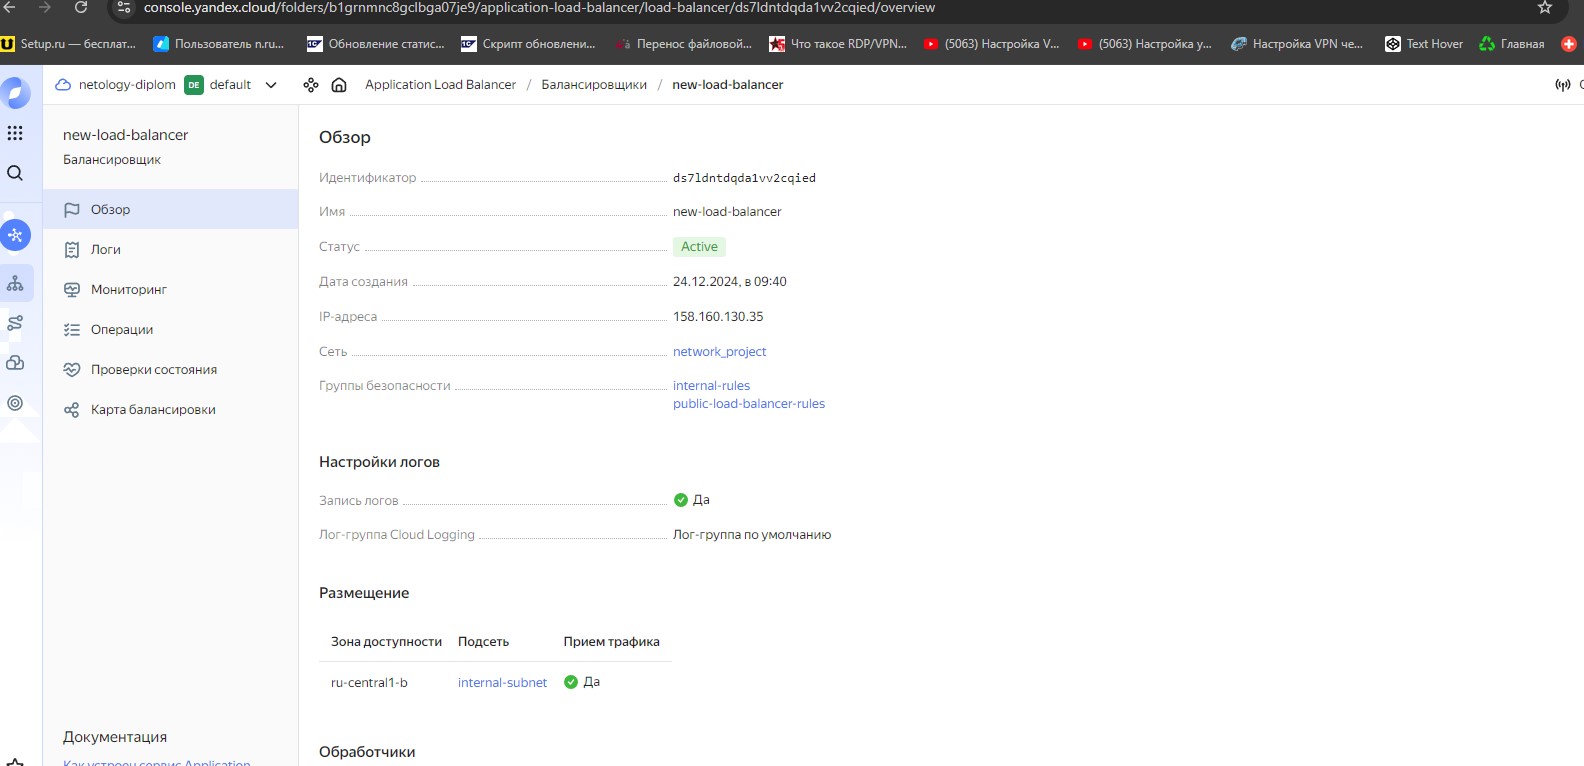 console.yandex.cloud/folders/b1grnmnc8gclbga07je9/application-load-balancer/load-balancer/ds7ldntdqda1vv2cqied/overview
Setup.ru — бесплат... Пользователь n.ru... Обновление статис... Скрипт обновлени... Перенос файловой... Что такое RDP/VPN... (5063) Настройка V... (5063) Настройка у... Настройка VPN че... Text Hover Главная
netology-diplom DE default Application Load Balancer / Балансировщики / new-load-balancer
new-load-balancer
Балансировщик
Обзор
Логи
Мониторинг
Операции
Проверки состояния
Карта балансировки
Документация
Как устроен сервис Application
Обзор
Идентификатор ds7ldntdqda1vv2cqied
Имя new-load-balancer
Статус Active
Дата создания 24.12.2024, в 09:40
IP-адреса 158.160.130.35
Сеть network_project
Группы безопасности internal-rules
public-load-balancer-rules
Настройки логов
Запись логов Да
Лог-группа Cloud Logging Лог-группа по умолчанию
Размещение
Зона доступности Подсеть Прием трафика
ru-central1-b internal-subnet Да
Обработчики